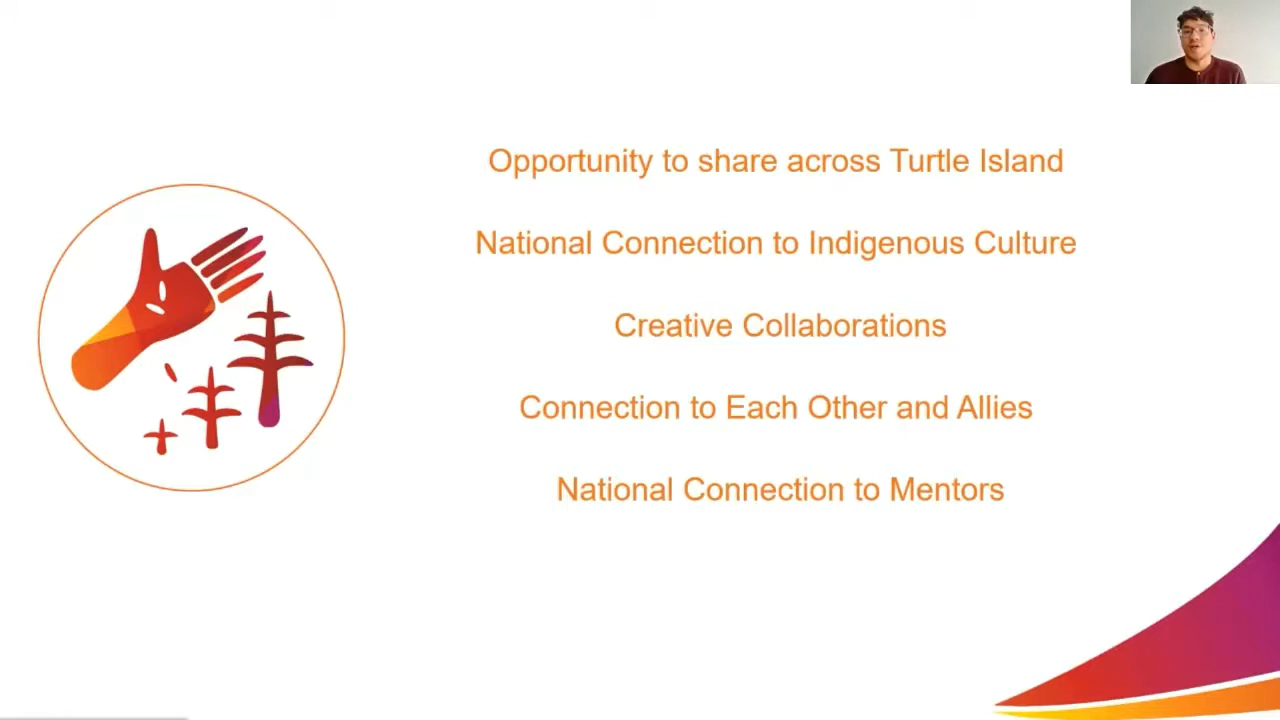 Opportunity to share across Turtle Island
National Connection to Indigenous Culture
Creative Collaborations
Connection to Each Other and Allies
National Connection to Mentors